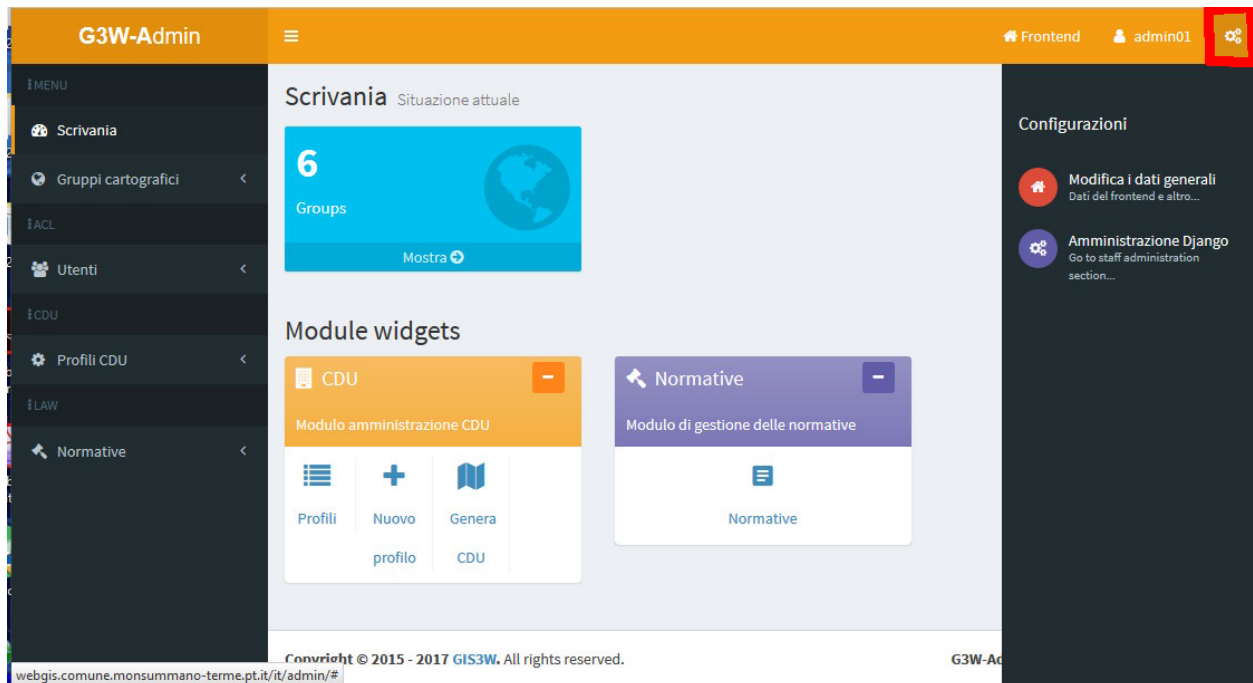 G3W-Admin
Frontend
admin01
MENU
Scrivania
Gruppi cartografici
ACL
Utenti
CDU
Profili CDU
LAW
Normative
Scrivania Situazione attuale
6
Groups
Mostra
Module widgets
CDU
Modulo amministrazione CDU
Profili
Nuovo
profilo
Genera
CDU
Normative
Modulo di gestione delle normative
Normative
Configurazioni
Modifica i dati generali
Dati del frontend e altro...
Amministrazione Django
Go to staff administration
section...
Copyright © 2015 - 2017 GIS3W. All rights reserved.
G3W-Ad
webgis.comune.monsummano-terme.pt.it/it/admin/#